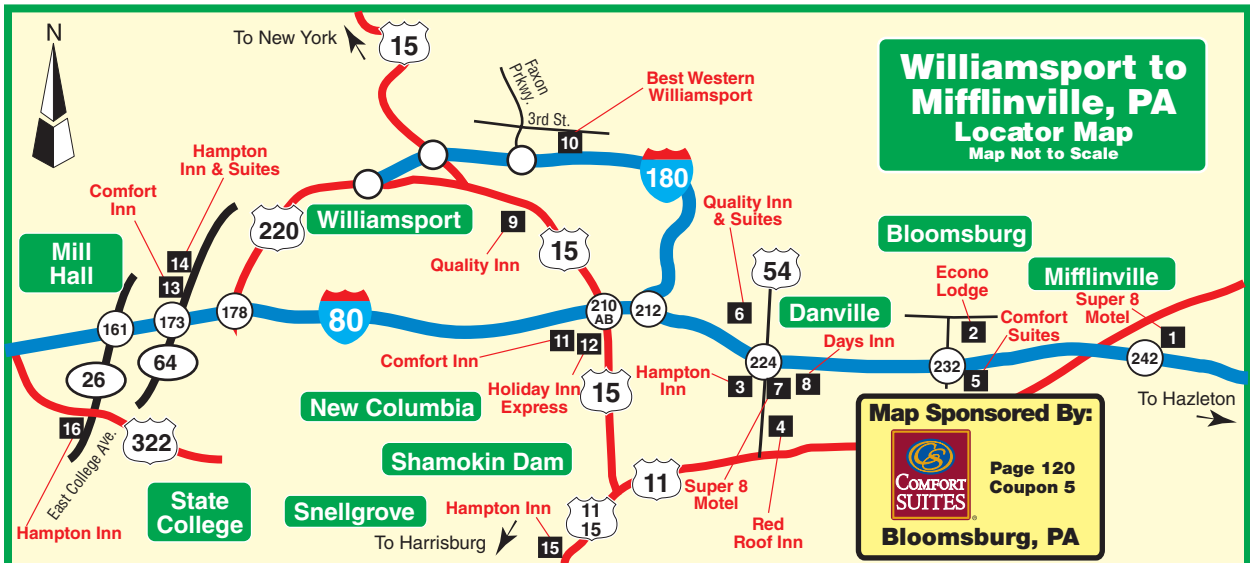 N
To New York
15
Faxon
Prkwy.
3rd St.
Best Western
Williamsport
10
Williamsport to
Mifflinville, PA
Locator Map
Map Not to Scale
Hampton
Inn & Suites
Comfort
Inn
180
Quality Inn
& Suites
Williamsport
220
9
Quality Inn
15
54
Bloomsburg
Mill
Hall
14
13
Mifflinville
Econo
Lodge
Super 8
Motel
Comfort
Suites
161
173
178
80
210
AB
212
6
Danville
Days Inn
2
1
11
12
Comfort Inn
Holiday Inn
Express
224
232
242
26
64
Hampton
Inn
3
7
8
5
To Hazleton
New Columbia
15
4
16
322
East College Ave.
Hampton Inn
State
College
Shamokin Dam
Snellgrove
11
Super 8
Motel
Red
Roof Inn
Hampton Inn
15
11
15
To Harrisburg
Map Sponsored By:
CS
COMFORT
SUITES
®
Page 120
Coupon 5
Bloomsburg, PA